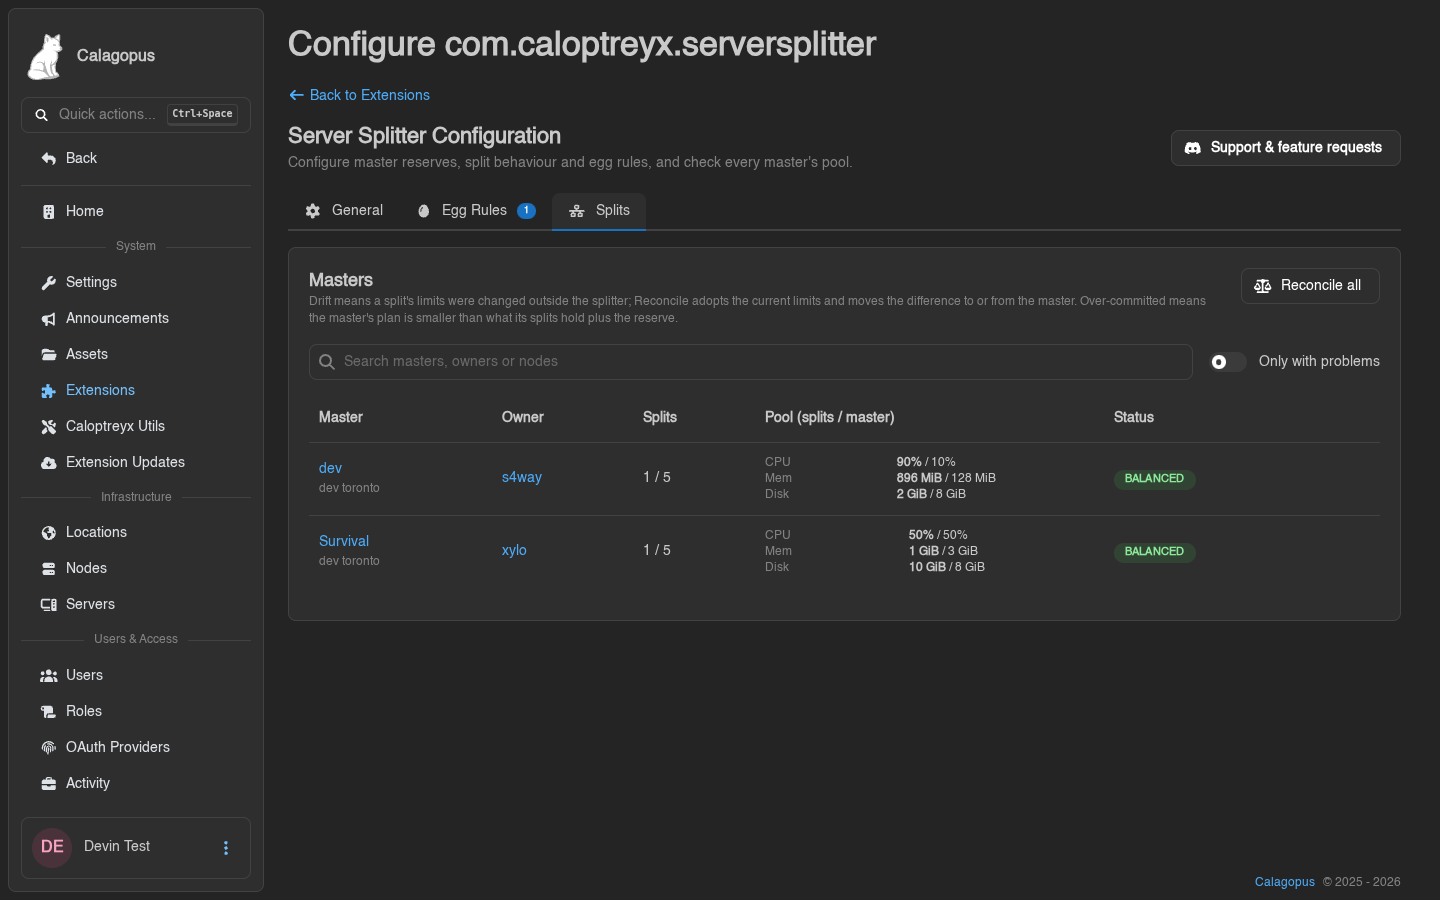 Calagopus
Quick actions... Ctrl+Space
Back
Home
System
Settings
Announcements
Assets
Extensions
Caloptreyx Utils
Extension Updates
Infrastructure
Locations
Nodes
Servers
Users & Access
Users
Roles
OAuth Providers
Activity
DE Devin Test
Configure com.caloptreyx.serversplitter
Back to Extensions
Server Splitter Configuration
Configure master reserves, split behaviour and egg rules, and check every master's pool.
Support & feature requests
General Egg Rules 1 Splits
Masters
Drift means a split's limits were changed outside the splitter; Reconcile adopts the current limits and moves the difference to or from the master. Over-committed means
the master's plan is smaller than what its splits hold plus the reserve.
Reconcile all
Search masters, owners or nodes
Only with problems
Master Owner Splits Pool (splits / master) Status
dev
dev toronto
s4way
1 / 5
CPU 90% / 10%
Mem 896 MiB / 128 MiB
Disk 2 GiB / 8 GiB
BALANCED
Survival
dev toronto
xylo
1 / 5
CPU 50% / 50%
Mem 1 GiB / 3 GiB
Disk 10 GiB / 8 GiB
BALANCED
Calagopus © 2025 - 2026